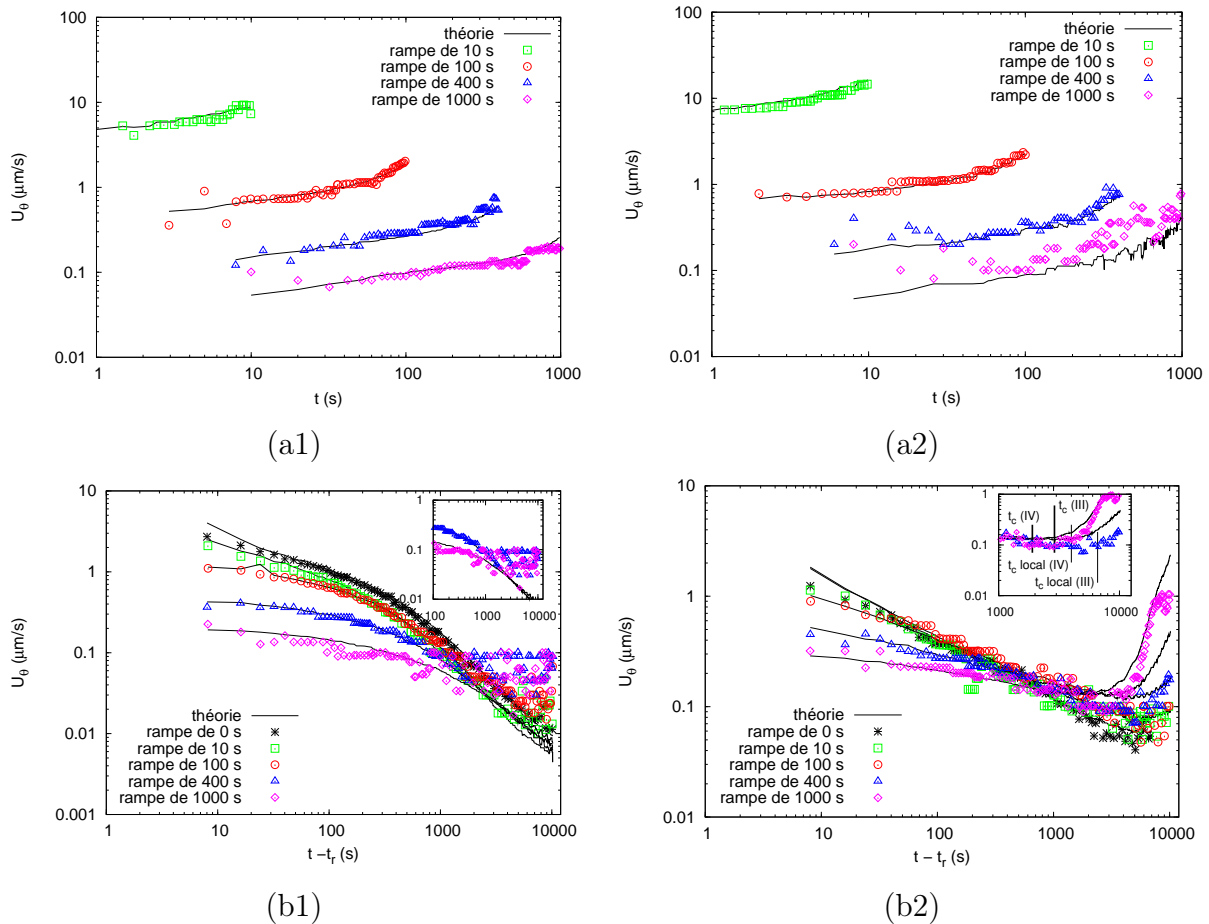 100
10
1
0.1
0.01
1
10
100
1000
U_θ (μm/s)
t (s)
théorie
rampe de 10 s
rampe de 100 s
rampe de 400 s
rampe de 1000 s
(a1)
100
10
1
0.1
0.01
1
10
100
1000
U_θ (μm/s)
t (s)
théorie
rampe de 10 s
rampe de 100 s
rampe de 400 s
rampe de 1000 s
(a2)
10
1
0.1
0.01
0.001
1
10
100
1000
10000
U_θ (μm/s)
t −t_r (s)
théorie
rampe de 0 s
rampe de 10 s
rampe de 100 s
rampe de 400 s
rampe de 1000 s
1
0.1
0.01
100
1000
10000
(b1)
10
1
0.1
0.01
1
10
100
1000
10000
U_θ (μm/s)
t − t_r (s)
théorie
rampe de 0 s
rampe de 10 s
rampe de 100 s
rampe de 400 s
rampe de 1000 s
1
0.1
0.01
1000
10000
t_c (IV)
t_c (III)
t_c local (IV)
t_c local (III)
(b2)